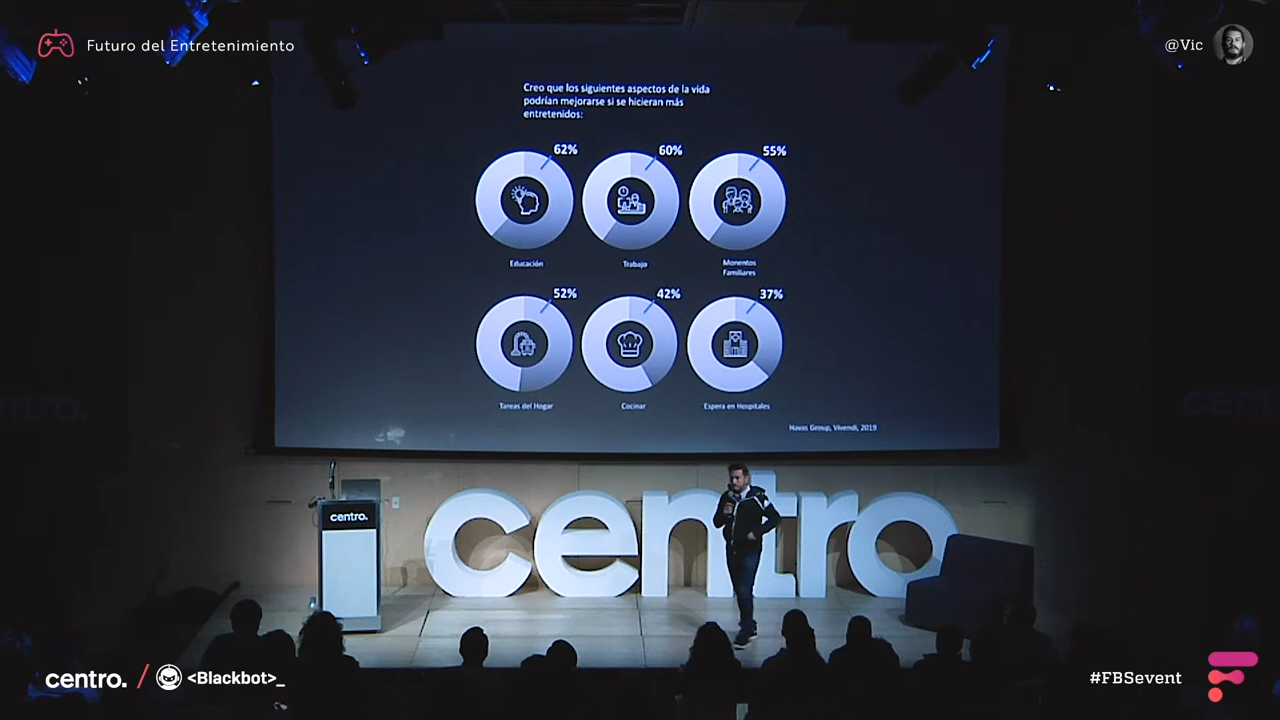 Futuro del Entretenimiento
@Vic
Creo que los siguientes aspectos de la vida
podrían mejorarse si se hicieran más
entretenidos:
62%
60%
55%
Educación
Trabajo
Monentos
Familiares
52%
42%
37%
Tareas del Hogar
Cocinar
Espera en Hospitales
Havas Group, Vivendi, 2019
centro.
centro
centro.
<Blackbot>_
#FBSevent